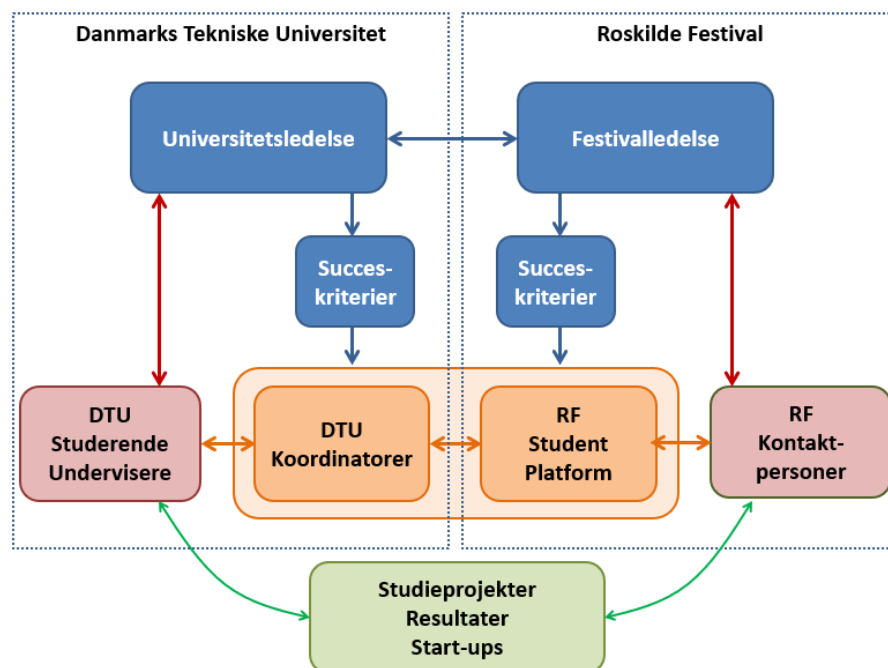 Danmarks Tekniske Universitet
Roskilde Festival
Universitetsledelse
Festivalledelse
Succes-
kriterier
Succes-
kriterier
DTU
Studerende
Undervisere
DTU
Koordinatorer
RF
Student
Platform
RF
Kontakt-
personer
Studieprojekter
Resultater
Start-ups